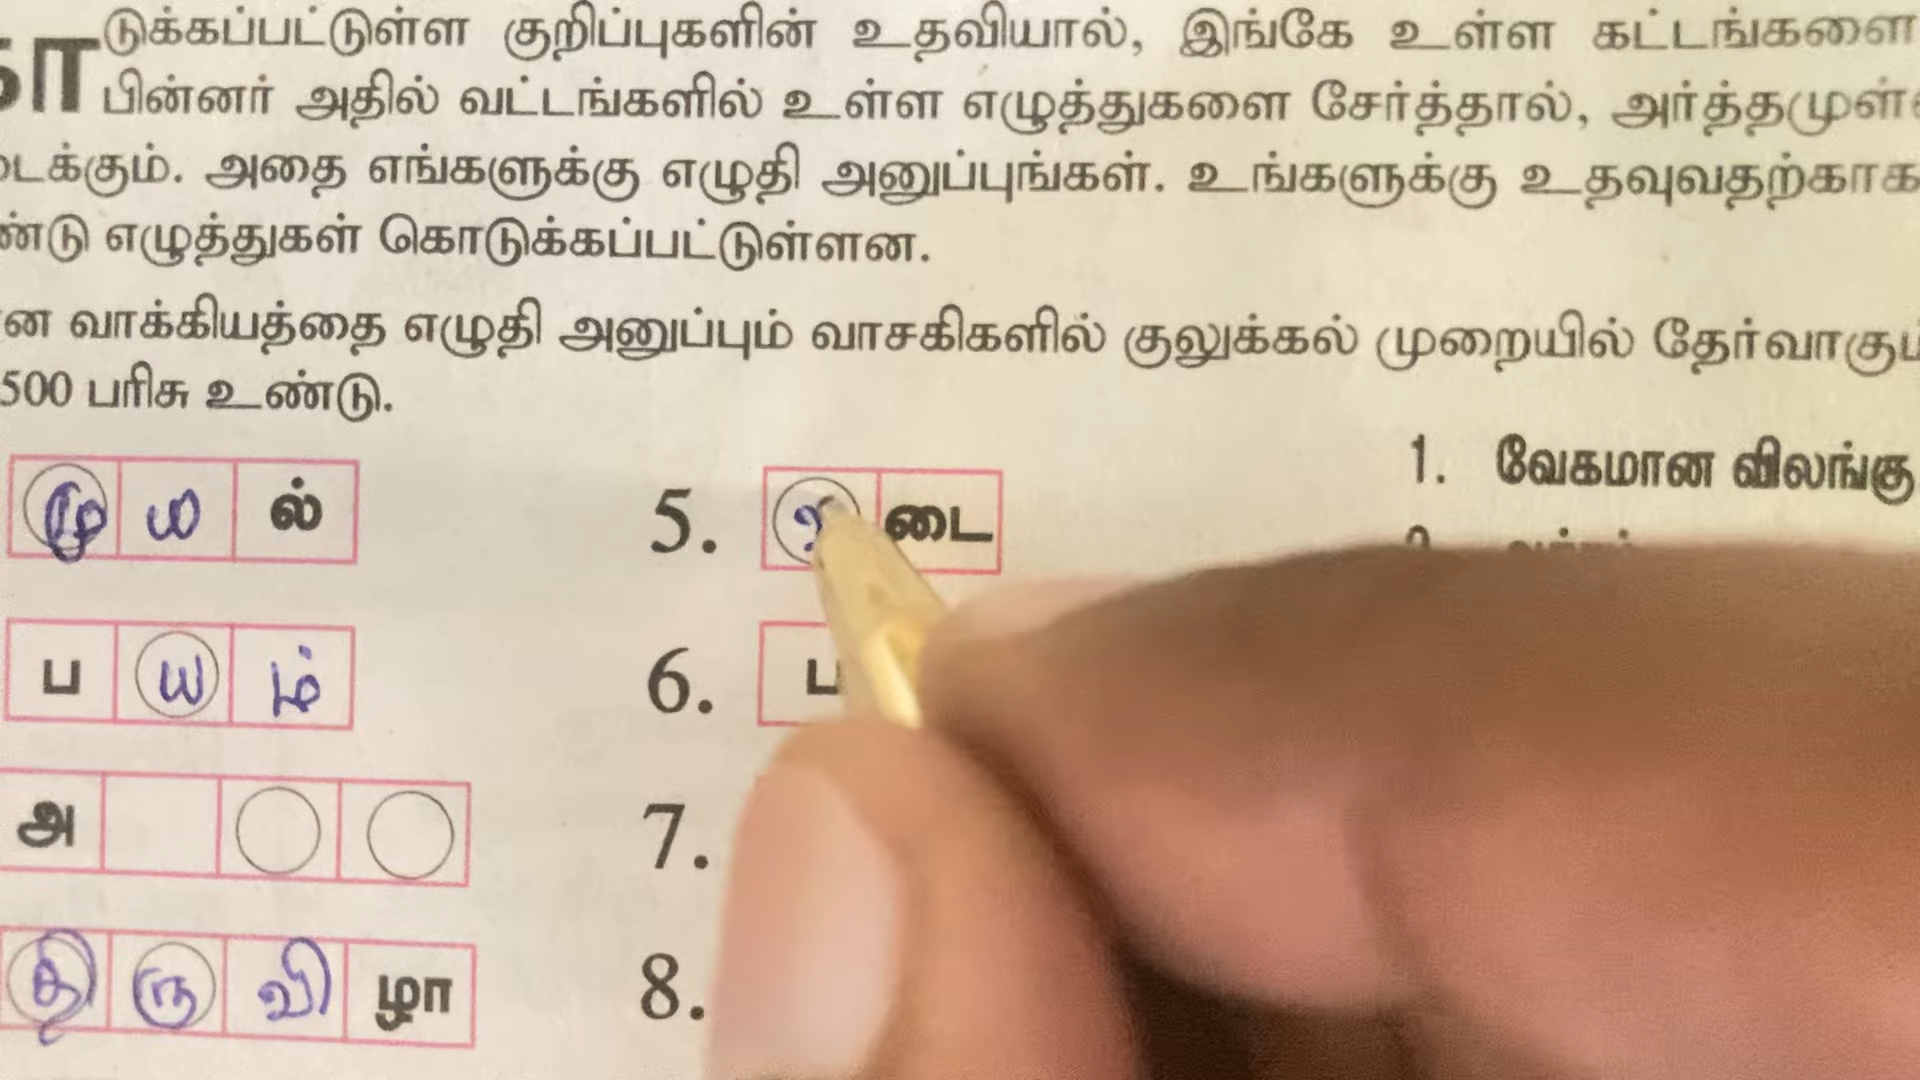 டுக்கப்பட்டுள்ள குறிப்புகளின் உதவியால், இங்கே உள்ள கட்டங்களை
பின்னர் அதில் வட்டங்களில் உள்ள எழுத்துகளை சேர்த்தால், அர்த்தமுள்
டைக்கும். அதை எங்களுக்கு எழுதி அனுப்புங்கள். உங்களுக்கு உதவுவதற்காக
ண்டு எழுத்துகள் கொடுக்கப்பட்டுள்ளன.
ன வாக்கியத்தை எழுதி அனுப்பும் வாசகிகளில் குலுக்கல் முறையில் தேர்வாகும்
500 பரிசு உண்டு.
மு ய ல்
5. டை
1. வேகமான விலங்கு
ப ய ம்
6. ப
அ
7.
தி ரு வி ழா
8.